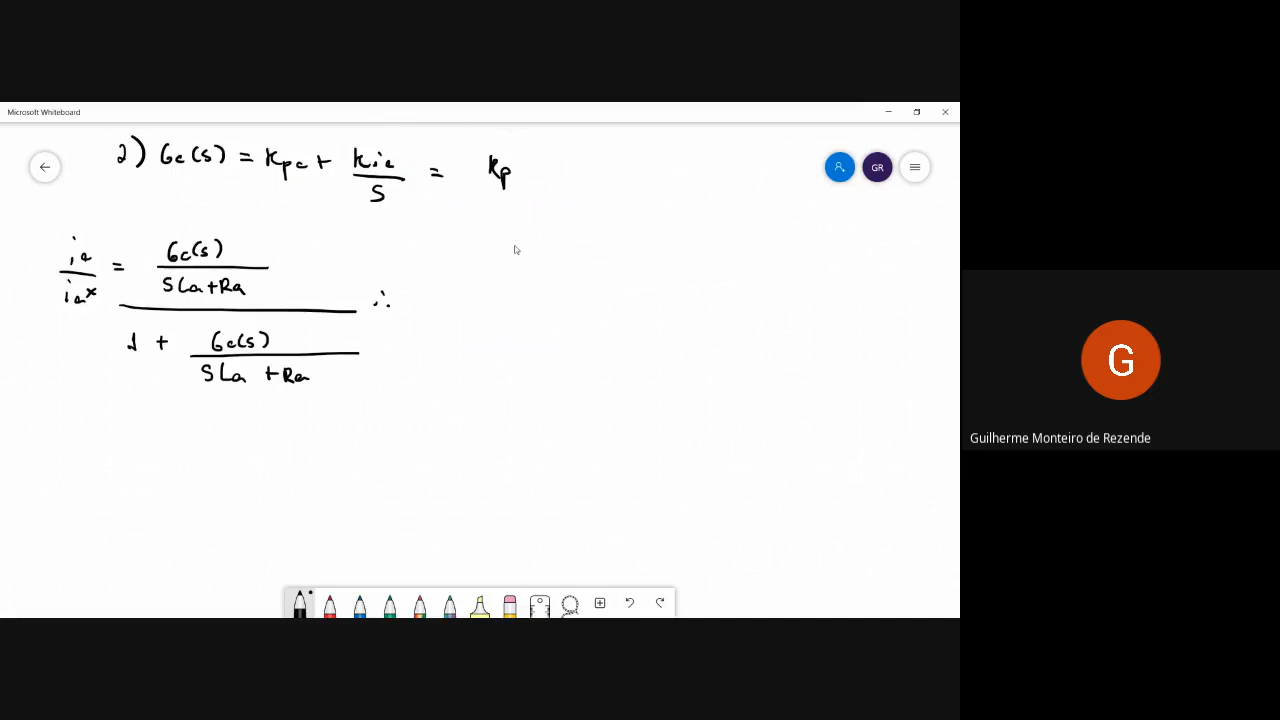 Microsoft Whiteboard
2) Gc(s) = Kpc + Kic / S = Kp
GR
ia / ia* = Gc(s) / SLa+Ra ∴
1 + Gc(s) / SLa + Ra
G
Guilherme Monteiro de Rezende